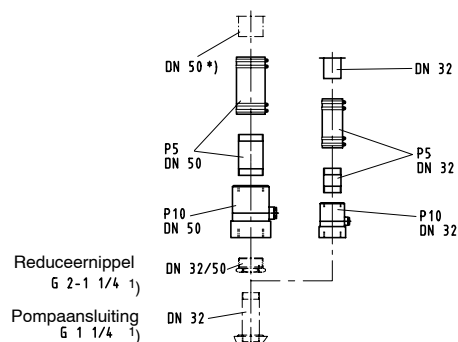 DN 50 *)
DN 32
P5
DN 50
P5
DN 32
P10
DN 50
P10
DN 32
Reduceernippel
G 2-1 1/4 1)
DN 32/50
Pompaansluiting
G 1 1/4 1)
DN 32